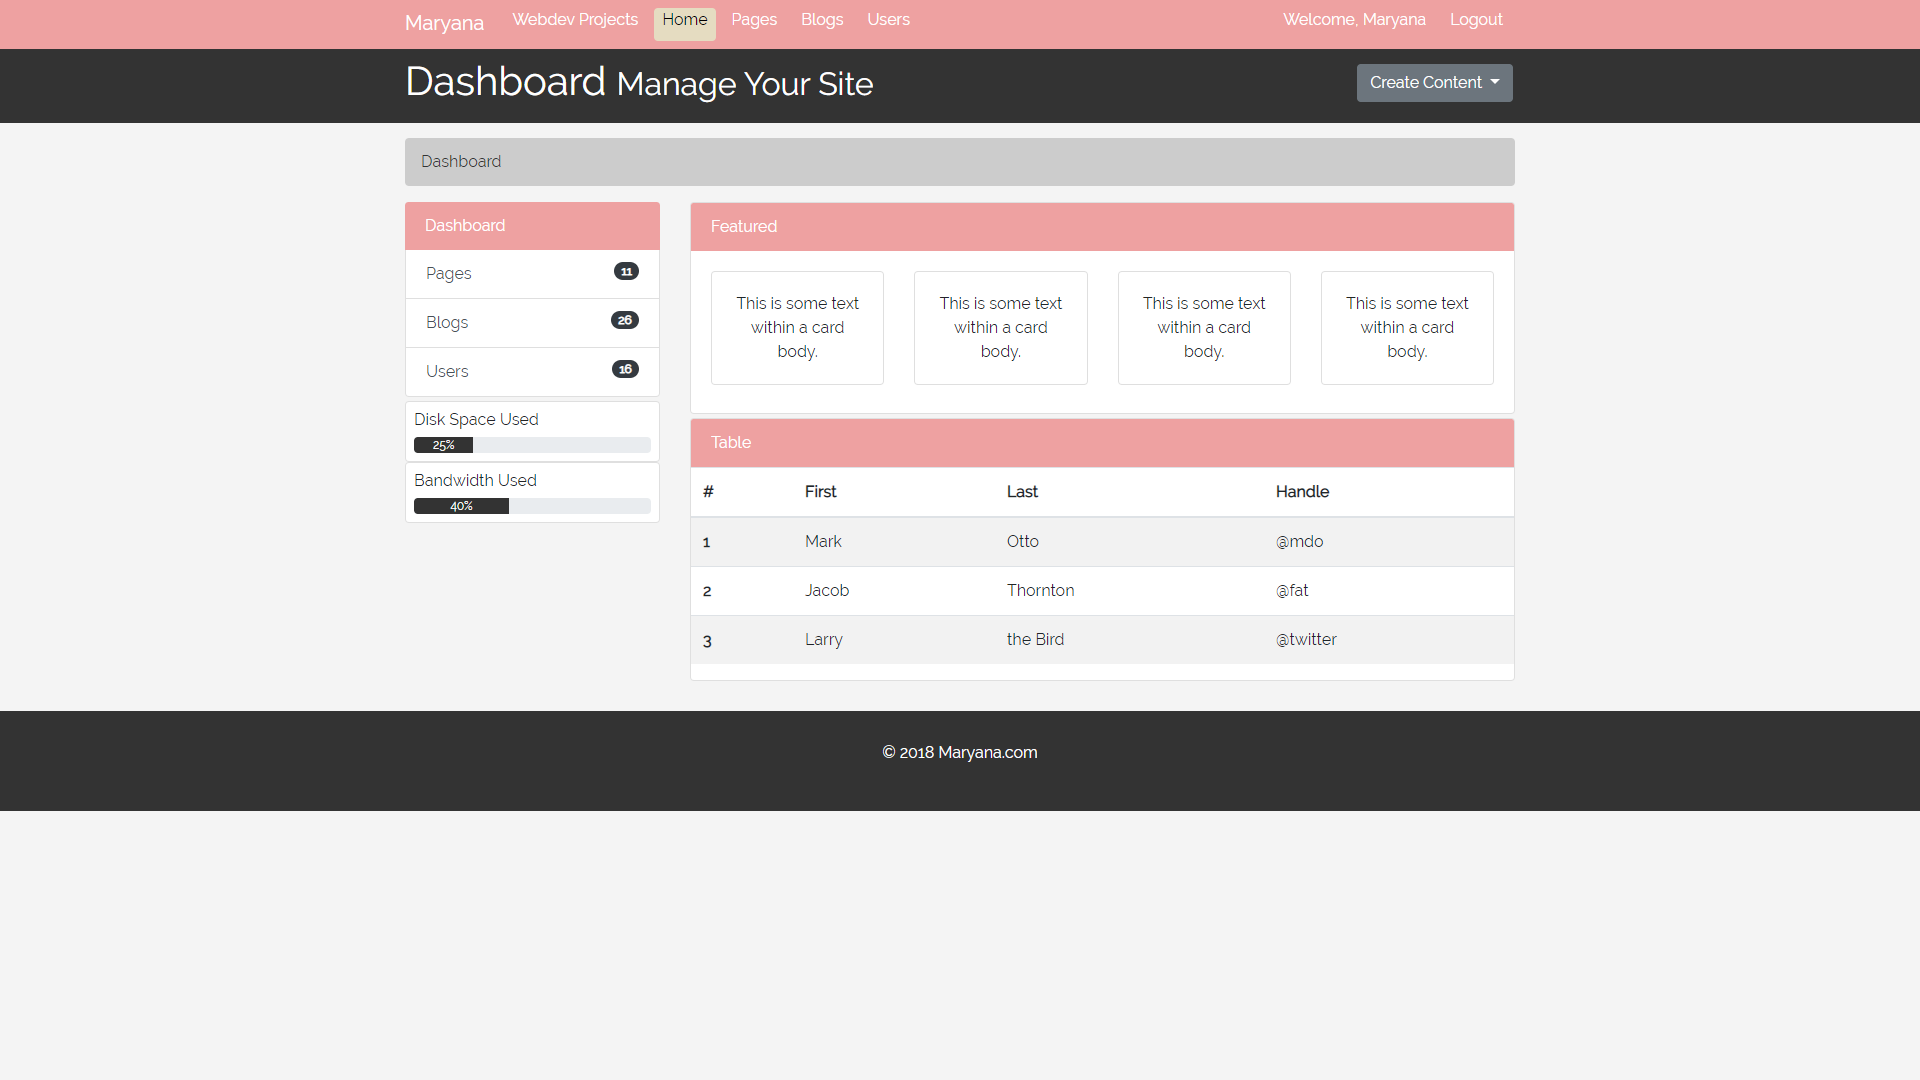 Maryana Webdev Projects Home Pages Blogs Users Welcome, Maryana Logout
Dashboard Manage Your Site Create Content
Dashboard
Dashboard
Pages 11
Blogs 26
Users 16
Disk Space Used
25%
Bandwidth Used
40%
Featured
This is some text
within a card
body.
This is some text
within a card
body.
This is some text
within a card
body.
This is some text
within a card
body.
Table
# First Last Handle
1 Mark Otto @mdo
2 Jacob Thornton @fat
3 Larry the Bird @twitter
© 2018 Maryana.com